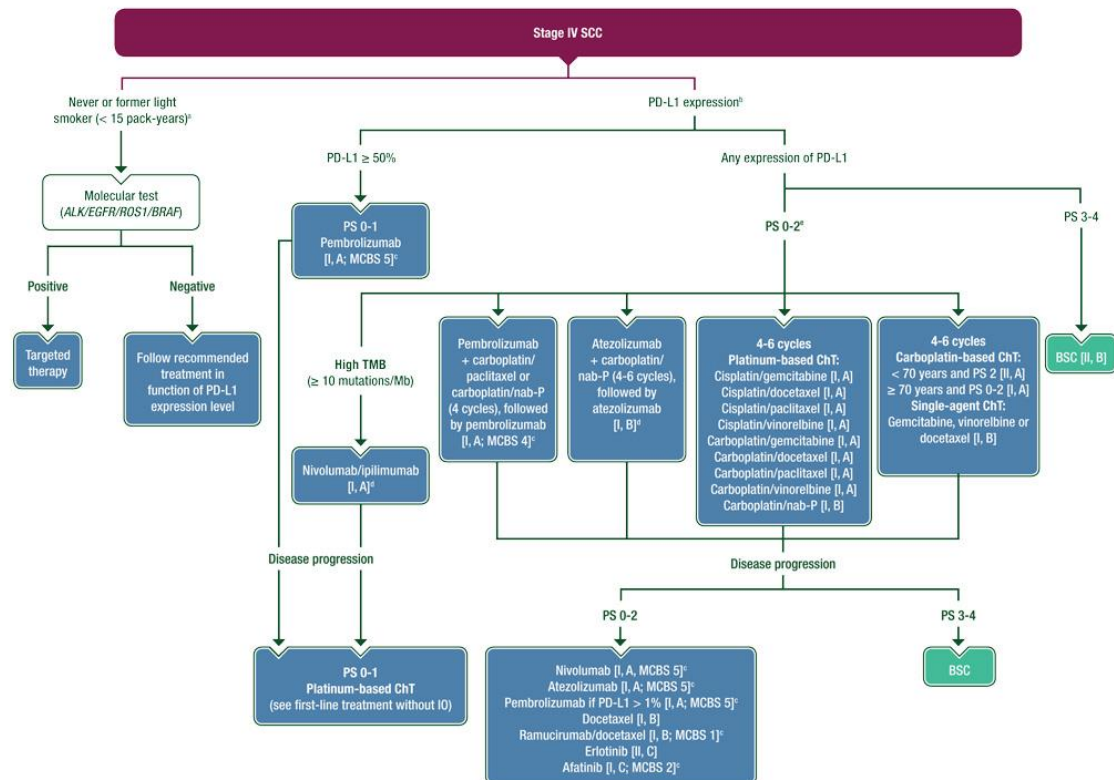 Stage IV SCC
Never or former light
smoker (< 15 pack-years)ᵃ
PD-L1 expressionᵇ
PD-L1 ≥ 50%
Any expression of PD-L1
Molecular test
(ALK/EGFR/ROS1/BRAF)
PS 0-1
Pembrolizumab
[I, A; MCBS 5]ᶜ
PS 0-2ᵉ
PS 3-4
Positive
Negative
Targeted
therapy
Follow recommended
treatment in
function of PD-L1
expression level
High TMB
(≥ 10 mutations/Mb)
Pembrolizumab
+ carboplatin/
paclitaxel or
carboplatin/nab-P
(4 cycles), followed
by pembrolizumab
[I, A; MCBS 4]ᶜ
Atezolizumab
+ carboplatin/
nab-P (4-6 cycles),
followed by
atezolizumab
[I, B]ᵈ
4-6 cycles
Platinum-based ChT:
Cisplatin/gemcitabine [I, A]
Cisplatin/docetaxel [I, A]
Cisplatin/paclitaxel [I, A]
Cisplatin/vinorelbine [I, A]
Carboplatin/gemcitabine [I, A]
Carboplatin/docetaxel [I, A]
Carboplatin/paclitaxel [I, A]
Carboplatin/vinorelbine [I, A]
Carboplatin/nab-P [I, B]
4-6 cycles
Carboplatin-based ChT:
< 70 years and PS 2 [II, A]
≥ 70 years and PS 0-2 [I, A]
Single-agent ChT:
Gemcitabine, vinorelbine or
docetaxel [I, B]
BSC [II, B]
Nivolumab/ipilimumab
[I, A]ᵈ
Disease progression
Disease progression
PS 0-2
PS 3-4
PS 0-1
Platinum-based ChT
(see first-line treatment without IO)
Nivolumab [I, A, MCBS 5]ᶜ
Atezolizumab [I, A; MCBS 5]ᶜ
Pembrolizumab if PD-L1 > 1% [I, A; MCBS 5]ᶜ
Docetaxel [I, B]
Ramucirumab/docetaxel [I, B; MCBS 1]ᶜ
Erlotinib [II, C]
Afatinib [I, C; MCBS 2]ᶜ
BSC